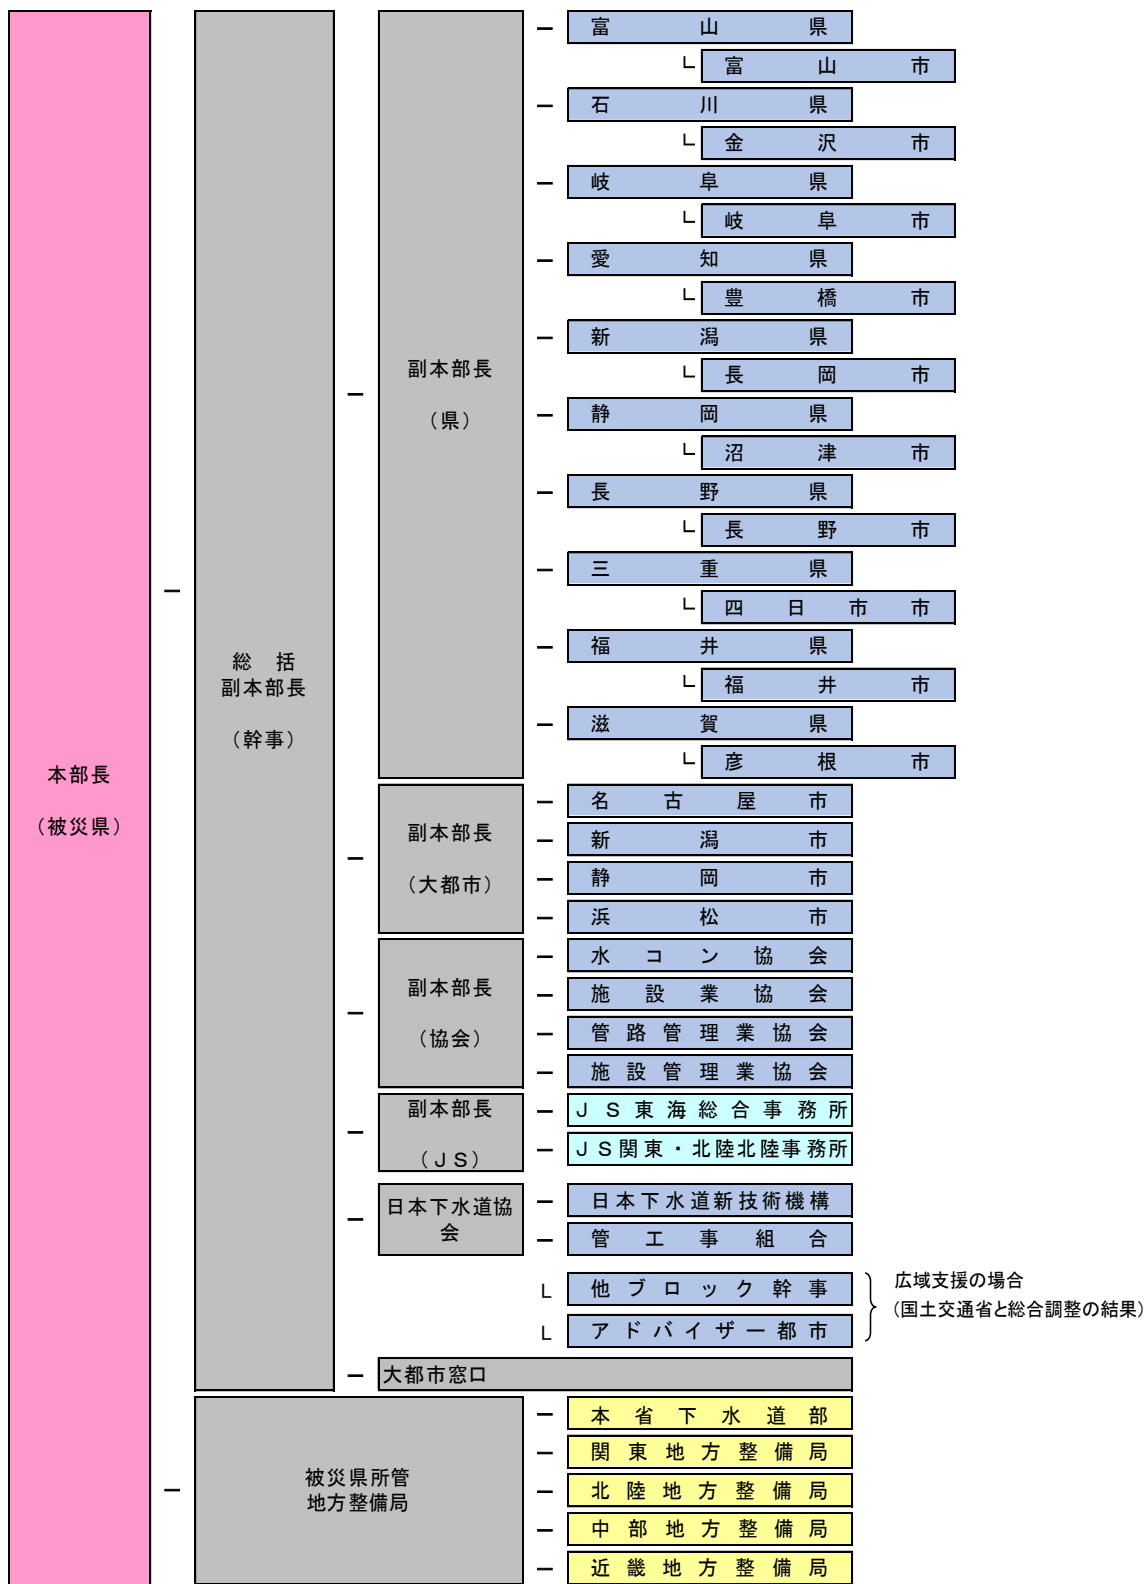 本部長
（被災県）
総　括
副本部長
（幹事）
副本部長
（県）
富山県
富山市
石川県
金沢市
岐阜県
岐阜市
愛知県
豊橋市
新潟県
長岡市
静岡県
沼津市
長野県
長野市
三重県
四日市市
福井県
福井市
滋賀県
彦根市
副本部長
（大都市）
名古屋市
新潟市
静岡市
浜松市
副本部長
（協会）
水コン協会
施設業協会
管路管理業協会
施設管理業協会
副本部長
（ＪＳ）
ＪＳ東海総合事務所
ＪＳ関東・北陸北陸事務所
日本下水道協
会
日本下水道新技術機構
管工事組合
他ブロック幹事
アドバイザー都市
広域支援の場合
（国土交通省と総合調整の結果）
大都市窓口
被災県所管
地方整備局
本省下水道部
関東地方整備局
北陸地方整備局
中部地方整備局
近畿地方整備局